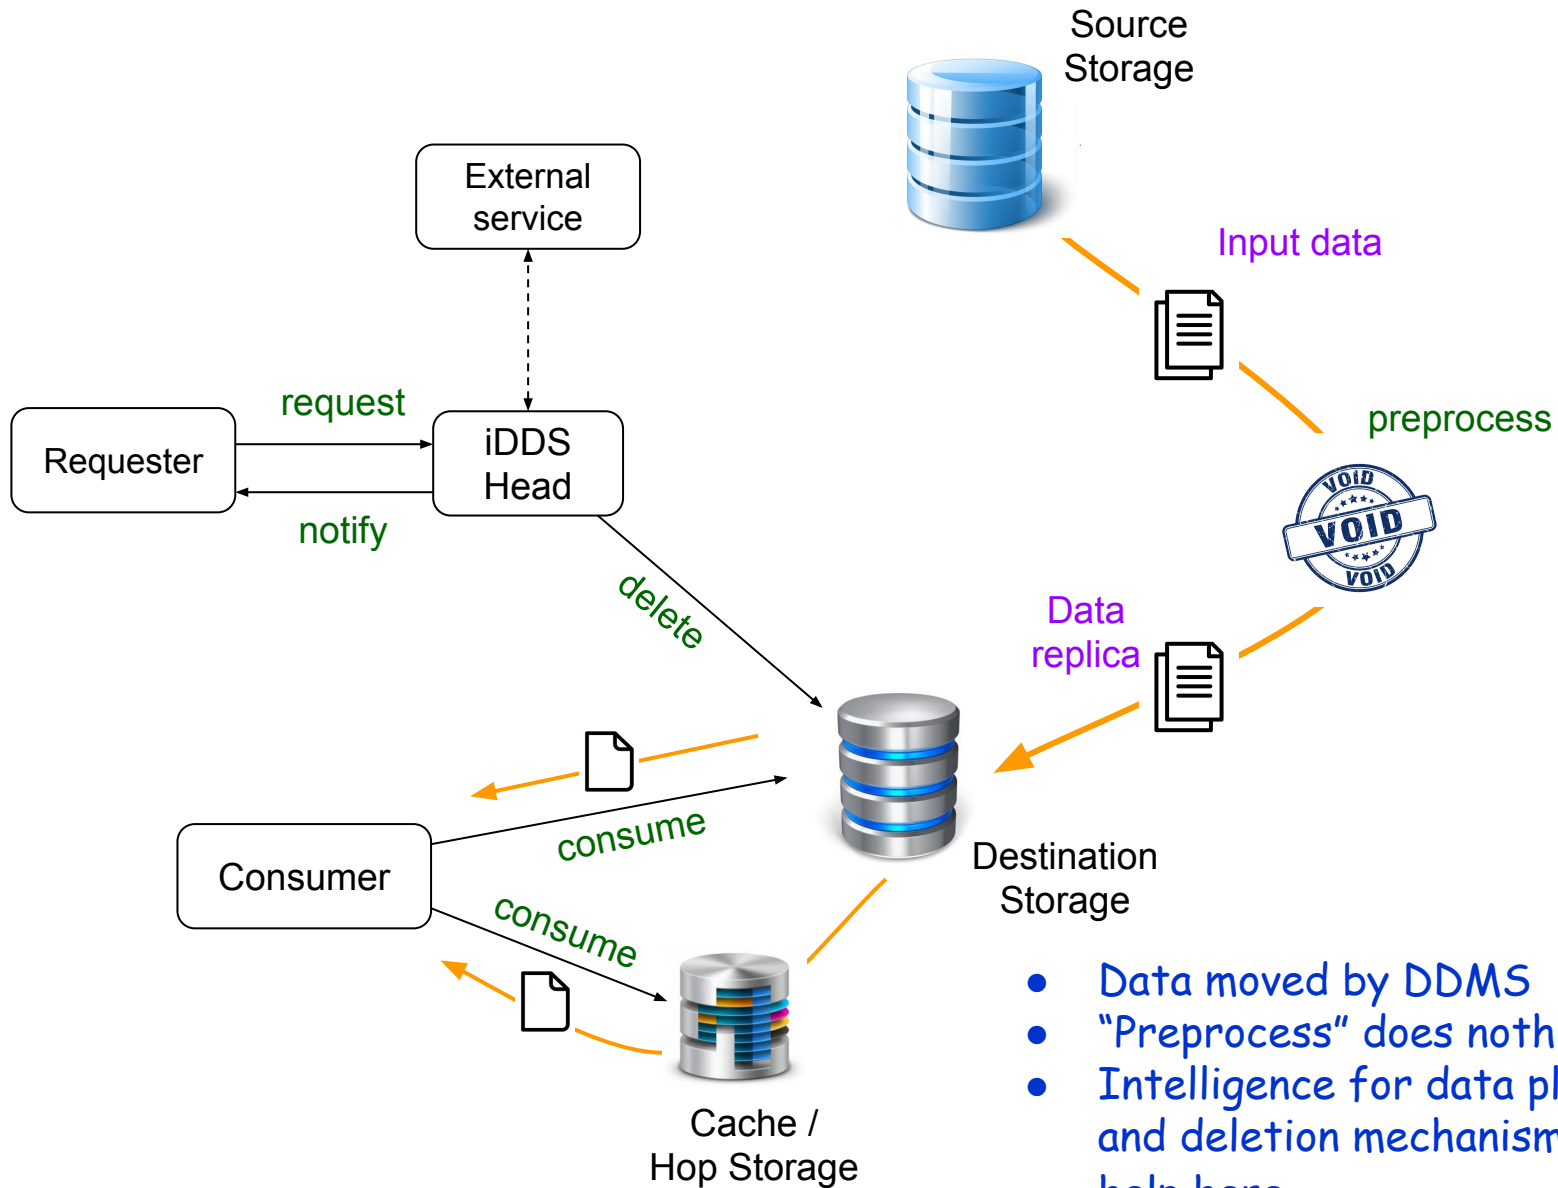 Source
Storage
External
service
Input data
request
preprocess
Requester
iDDS
Head
notify
VOID
VOID
VOID
delete
Data
replica
consume
Consumer
Destination
Storage
consume
Data moved by DDMS
“Preprocess” does noth
Intelligence for data pl
and deletion mechanism
Cache /
Hop Storage
help here